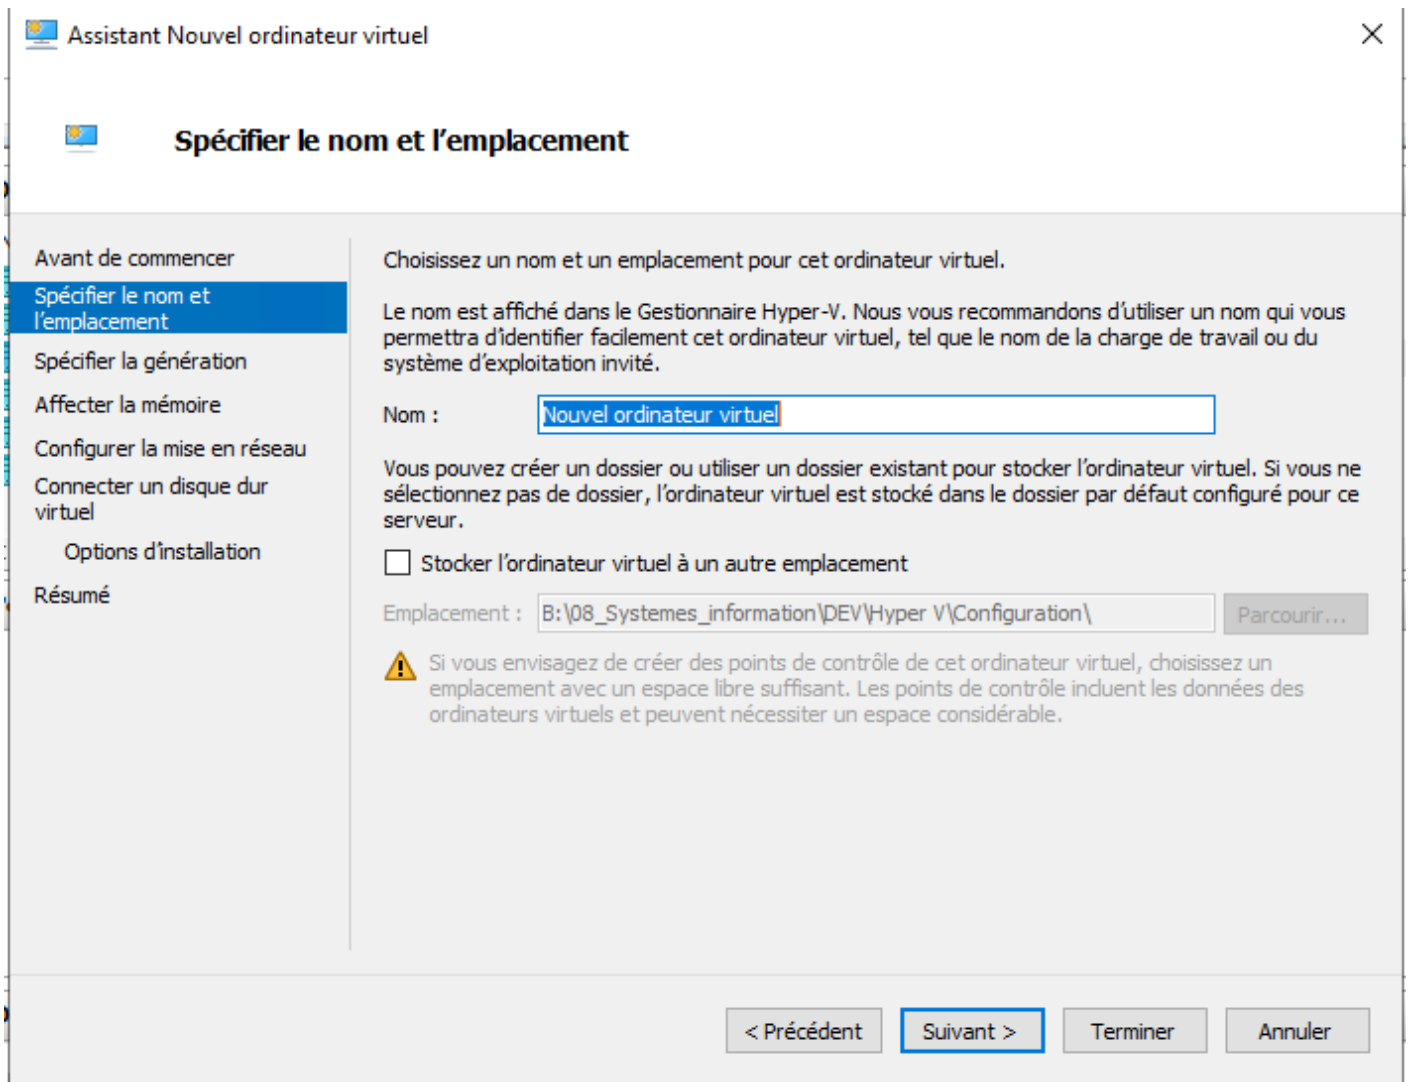 Assistant Nouvel ordinateur virtuel
Spécifier le nom et l’emplacement
Avant de commencer
Spécifier le nom et
l’emplacement
Spécifier la génération
Affecter la mémoire
Configurer la mise en réseau
Connecter un disque dur
virtuel
Options d’installation
Résumé
Choisissez un nom et un emplacement pour cet ordinateur virtuel.
Le nom est affiché dans le Gestionnaire Hyper-V. Nous vous recommandons d’utiliser un nom qui vous
permettra d’identifier facilement cet ordinateur virtuel, tel que le nom de la charge de travail ou du
système d’exploitation invité.
Nom : Nouvel ordinateur virtuel
Vous pouvez créer un dossier ou utiliser un dossier existant pour stocker l’ordinateur virtuel. Si vous ne
sélectionnez pas de dossier, l’ordinateur virtuel est stocké dans le dossier par défaut configuré pour ce
serveur.
Stocker l’ordinateur virtuel à un autre emplacement
Emplacement : B:\08_Systemes_information\DEV\Hyper V\Configuration\ Parcourir...
Si vous envisagez de créer des points de contrôle de cet ordinateur virtuel, choisissez un
emplacement avec un espace libre suffisant. Les points de contrôle incluent les données des
ordinateurs virtuels et peuvent nécessiter un espace considérable.
< Précédent Suivant > Terminer Annuler